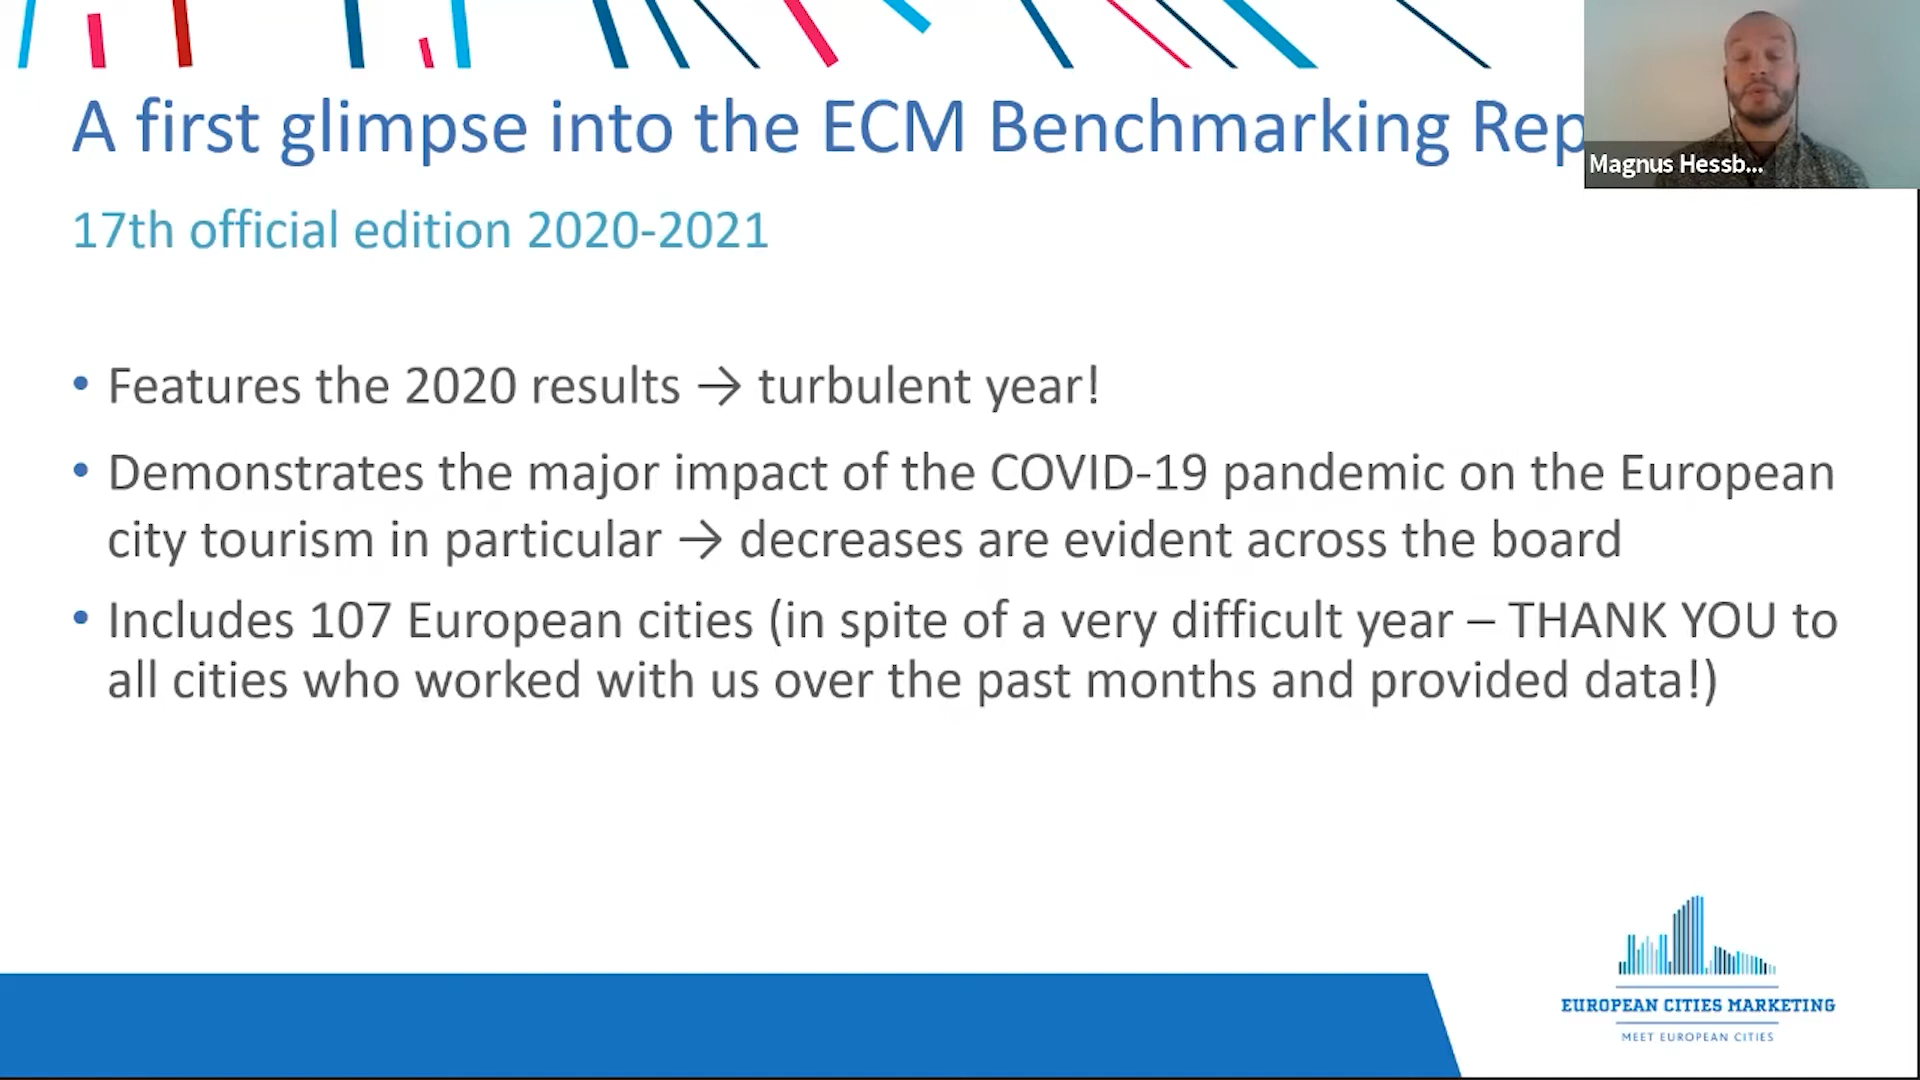 A first glimpse into the ECM Benchmarking Rep
Magnus Hessb...
17th official edition 2020-2021
• Features the 2020 results → turbulent year!
• Demonstrates the major impact of the COVID-19 pandemic on the European
city tourism in particular → decreases are evident across the board
• Includes 107 European cities (in spite of a very difficult year – THANK YOU to
all cities who worked with us over the past months and provided data!)
EUROPEAN CITIES MARKETING
MEET EUROPEAN CITIES